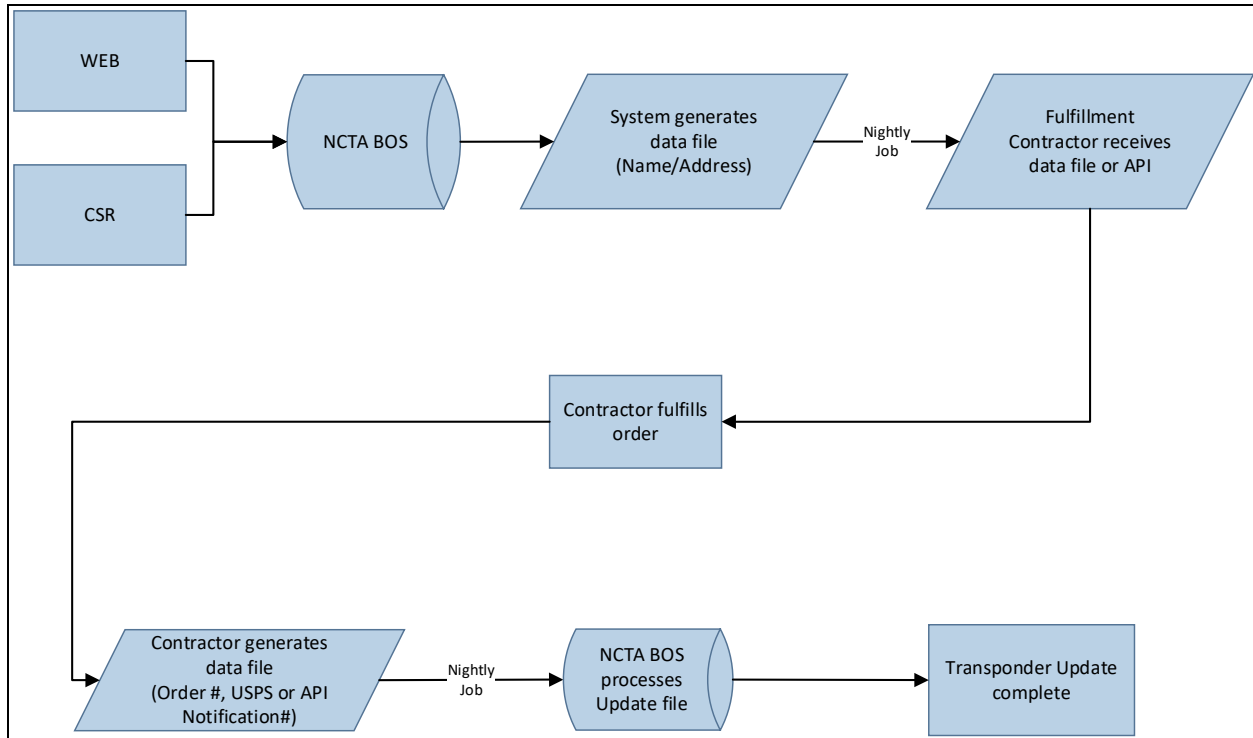 WEB
CSR
NCTA BOS
System generates
data file
(Name/Address)
Nightly
Job
Fulfillment
Contractor receives
data file or API
Contractor fulfills
order
Contractor generates
data file
(Order #, USPS or API
Notification#)
Nightly
Job
NCTA BOS
processes
Update file
Transponder Update
complete